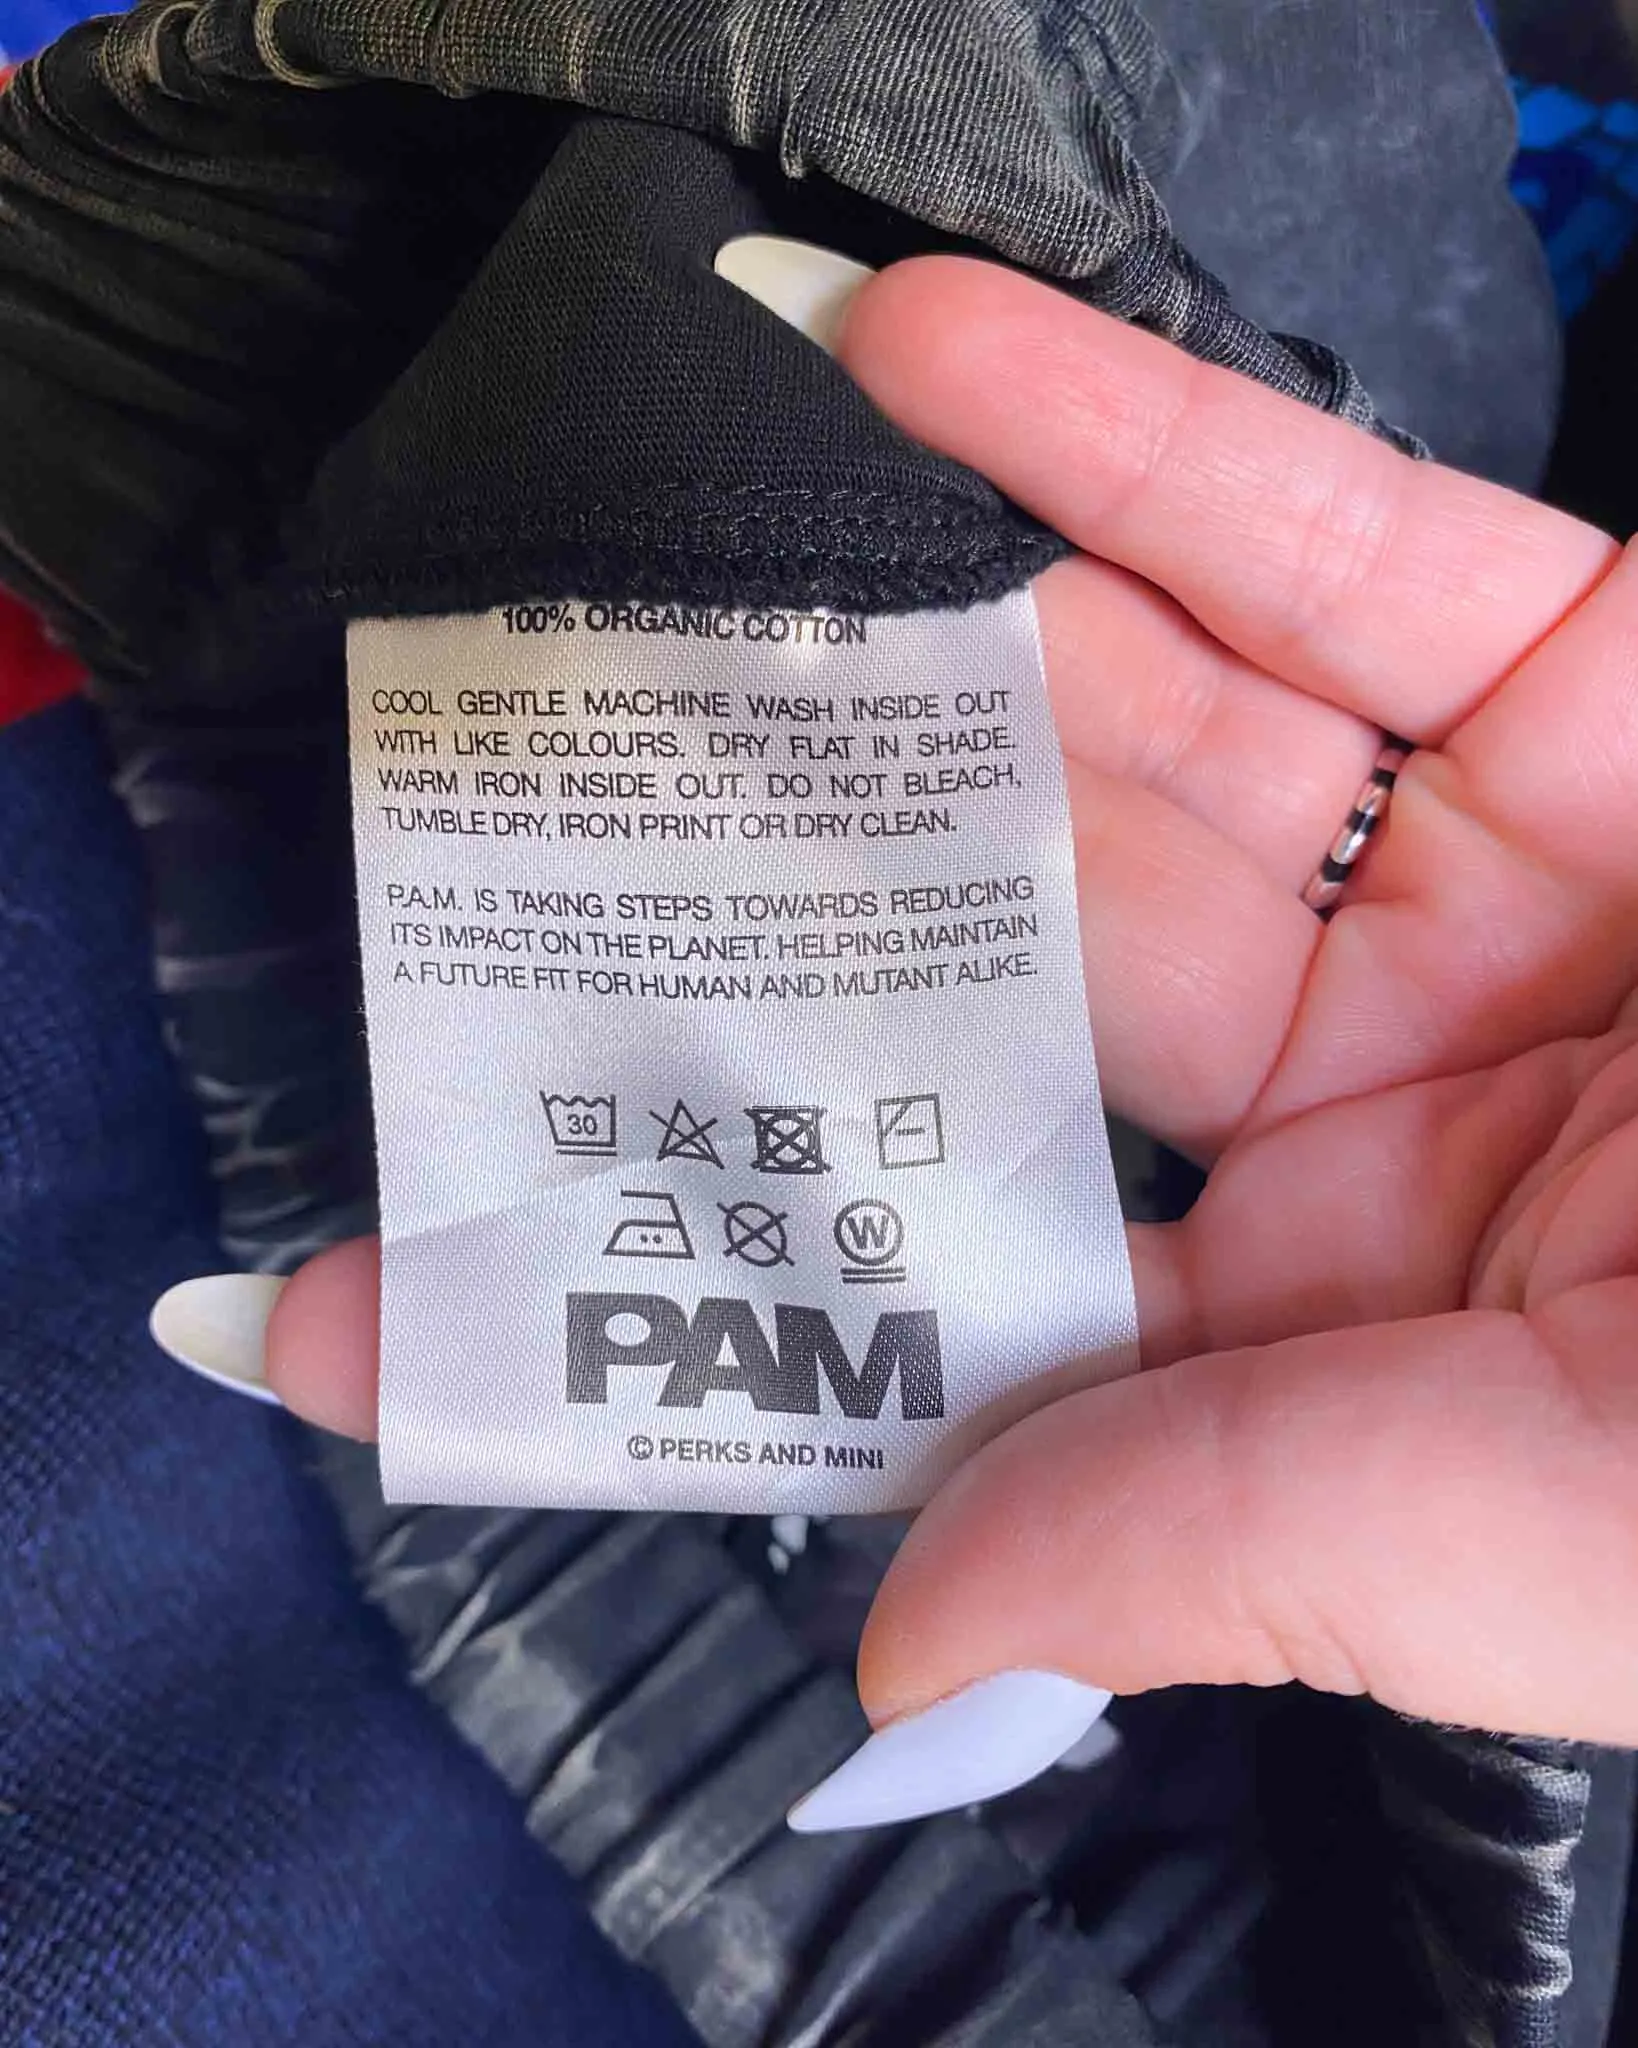 100% ORGANIC COTTON
COOL GENTLE MACHINE WASH INSIDE OUT
WITH LIKE COLOURS. DRY FLAT IN SHADE.
WARM IRON INSIDE OUT. DO NOT BLEACH,
TUMBLE DRY, IRON PRINT OR DRY CLEAN.
P.A.M. IS TAKING STEPS TOWARDS REDUCING
ITS IMPACT ON THE PLANET. HELPING MAINTAIN
A FUTURE FIT FOR HUMAN AND MUTANT ALIKE.
30
W
PAM
© PERKS AND MINI